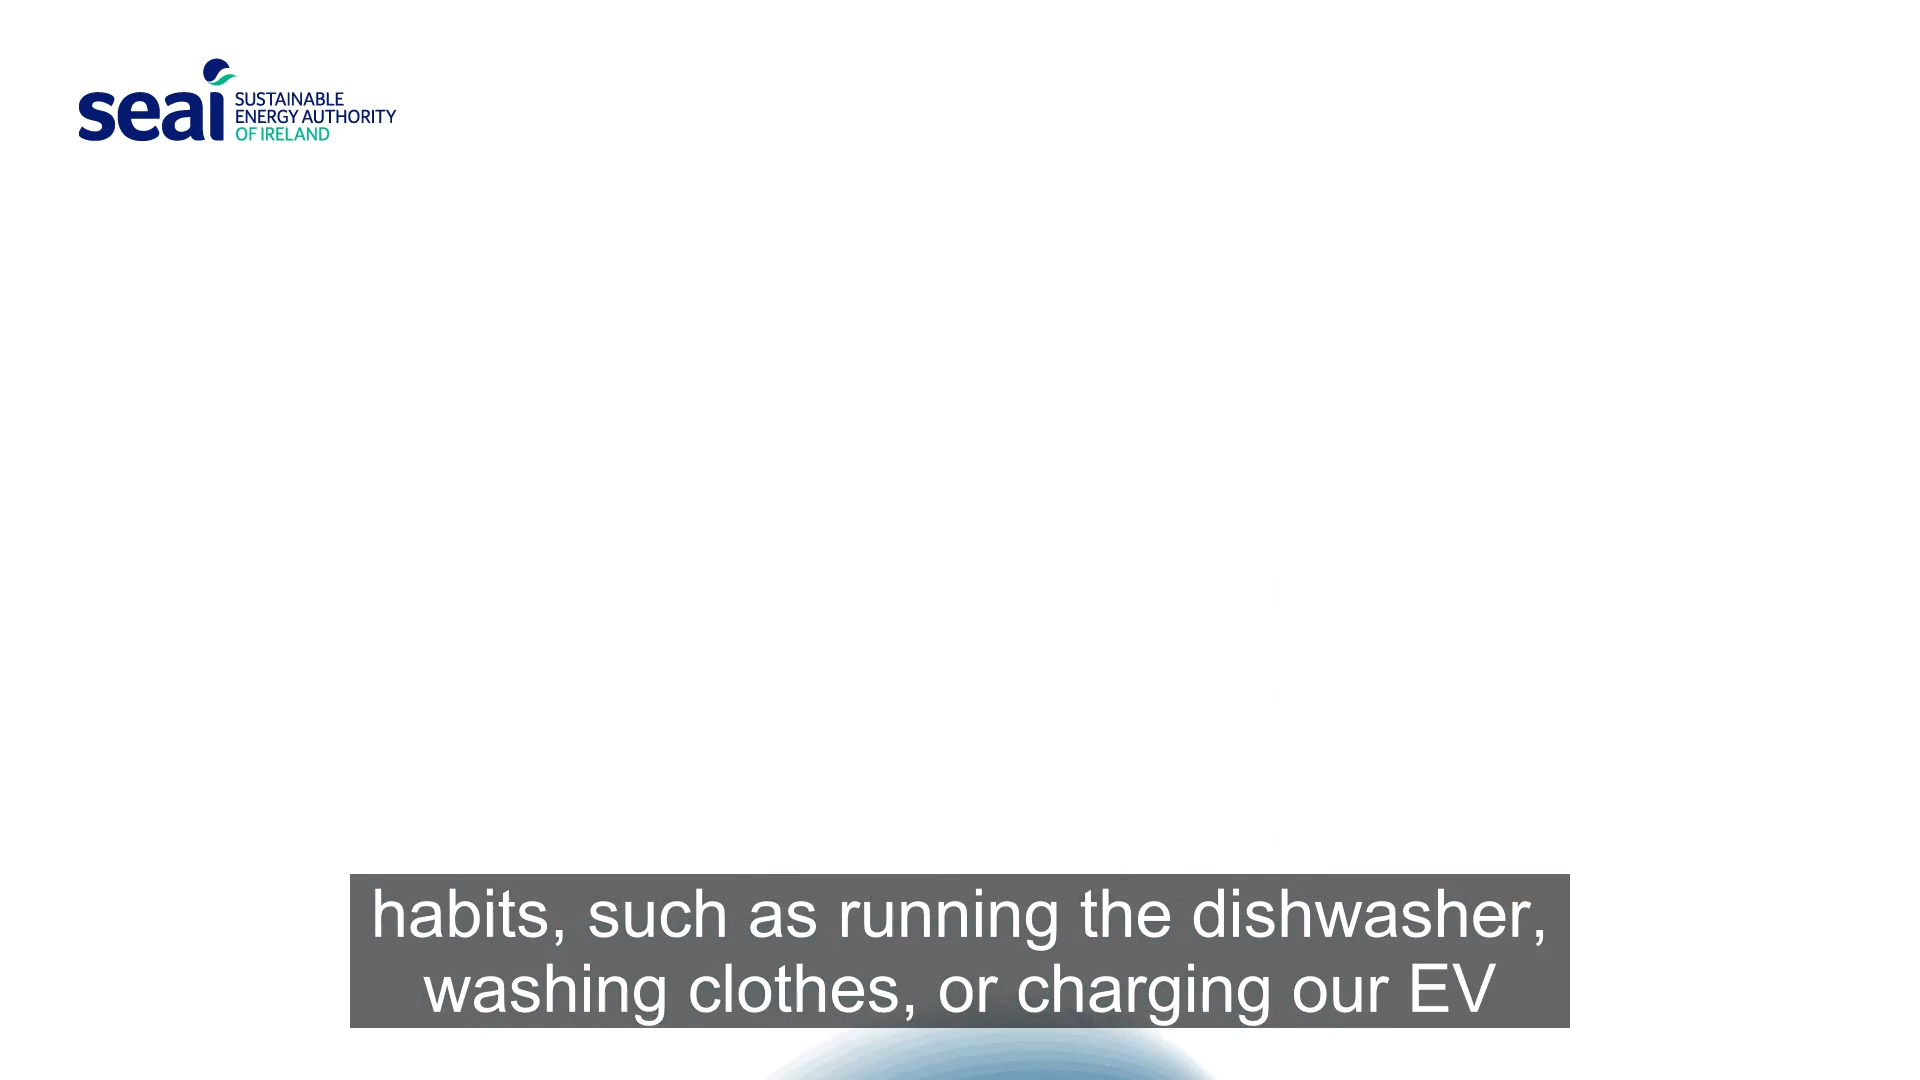 seai
SUSTAINABLE
ENERGY AUTHORITY
OF IRELAND
habits, such as running the dishwasher,
washing clothes, or charging our EV